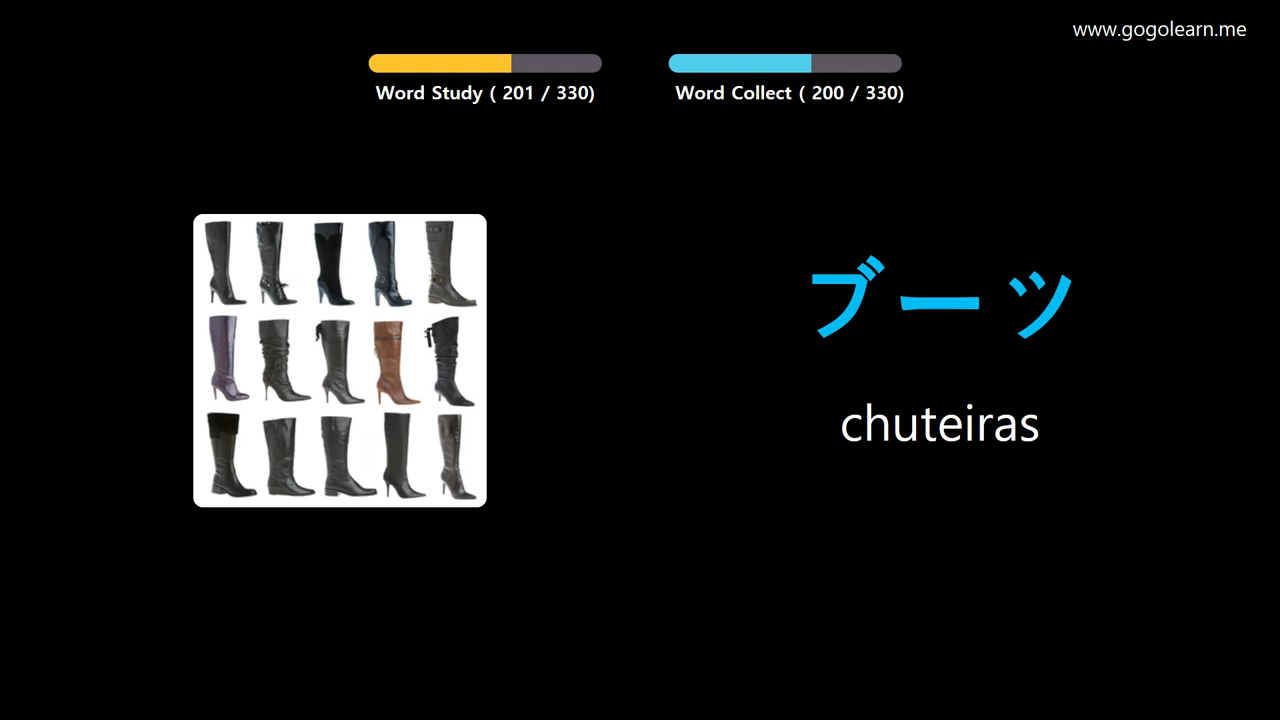 www.gogolearn.me
Word Study ( 201 / 330)
Word Collect ( 200 / 330)
ブーツ
chuteiras